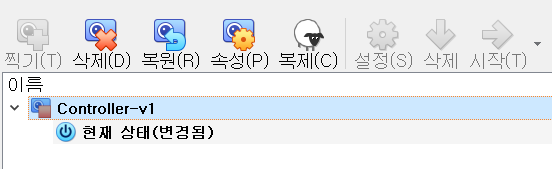 찍기(T) 삭제(D) 복원(R) 속성(P) 복제(C) 설정(S) 삭제 시작(T)
이름
Controller-v1
현재 상태(변경됨)